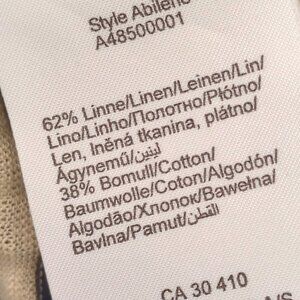 Style Abilene
A48500001
62% Linne/Linen/Leinen/Lin/
Lino/Linho/Полотно/Płótno/
Len, lněná tkanina, plátno/
Ágynemű/لينين/
38% Bomull/Cotton/
Baumwolle/Coton/Algodón/
Algodão/Хлопок/Bawełna/
Bavlna/Pamut/القطن/
CA 30 410
A/S